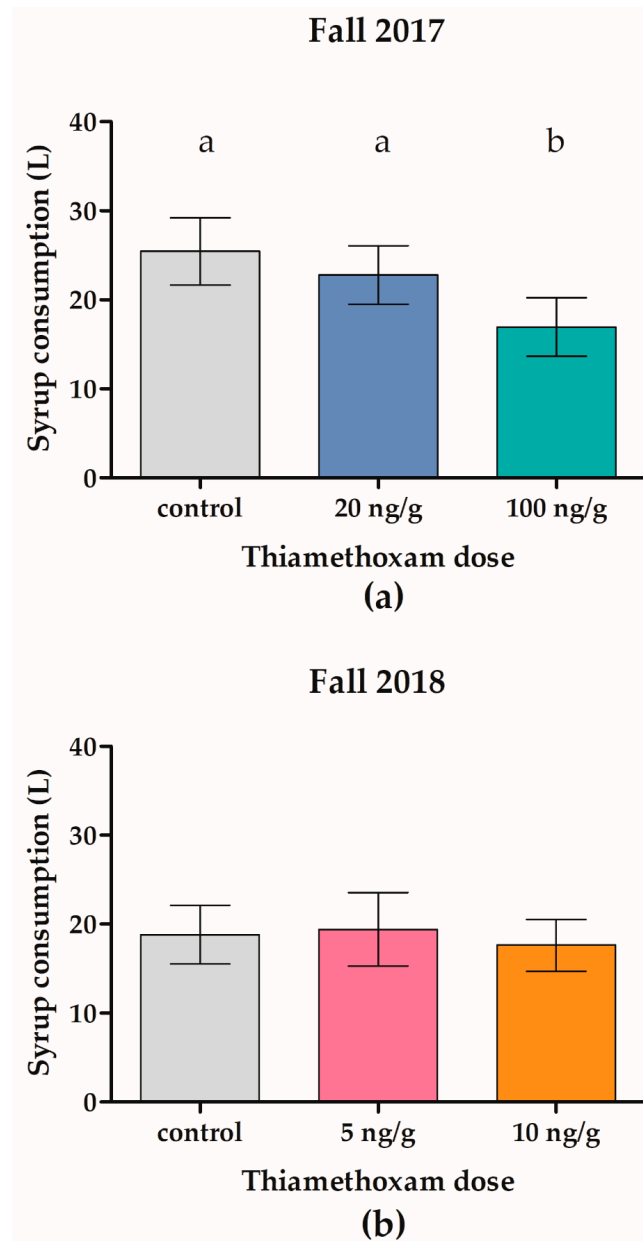 Fall 2017
Syrup consumption (L)
40
30
20
10
0
a a b
control 20 ng/g 100 ng/g
Thiamethoxam dose
(a)
Fall 2018
Syrup consumption (L)
40
30
20
10
0
control 5 ng/g 10 ng/g
Thiamethoxam dose
(b)